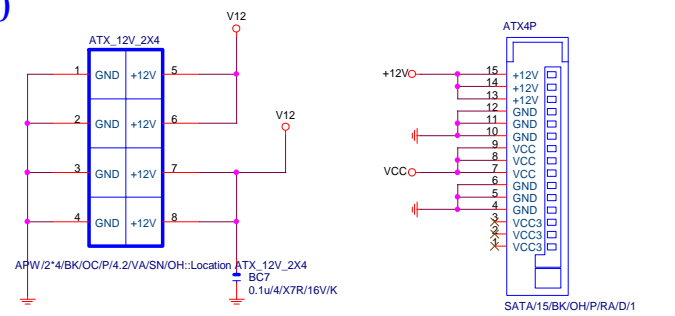 )
V12
ATX_12V_2X4
1 GND +12V 5
2 GND +12V 6
V12
3 GND +12V 7
4 GND +12V 8
APW/2*4/BK/OC/P/4.2/VA/SN/OH::Location ATX_12V_2X4
BC7
0.1u/4/X7R/16V/K
ATX4P
+12V
15 +12V
14 +12V
13 +12V
12 GND
11 GND
10 GND
9 VCC
8 VCC
VCC
7 VCC
6 GND
5 GND
4 GND
3 VCC3
2 VCC3
1 VCC3
SATA/15/BK/OH/P/RA/D/1